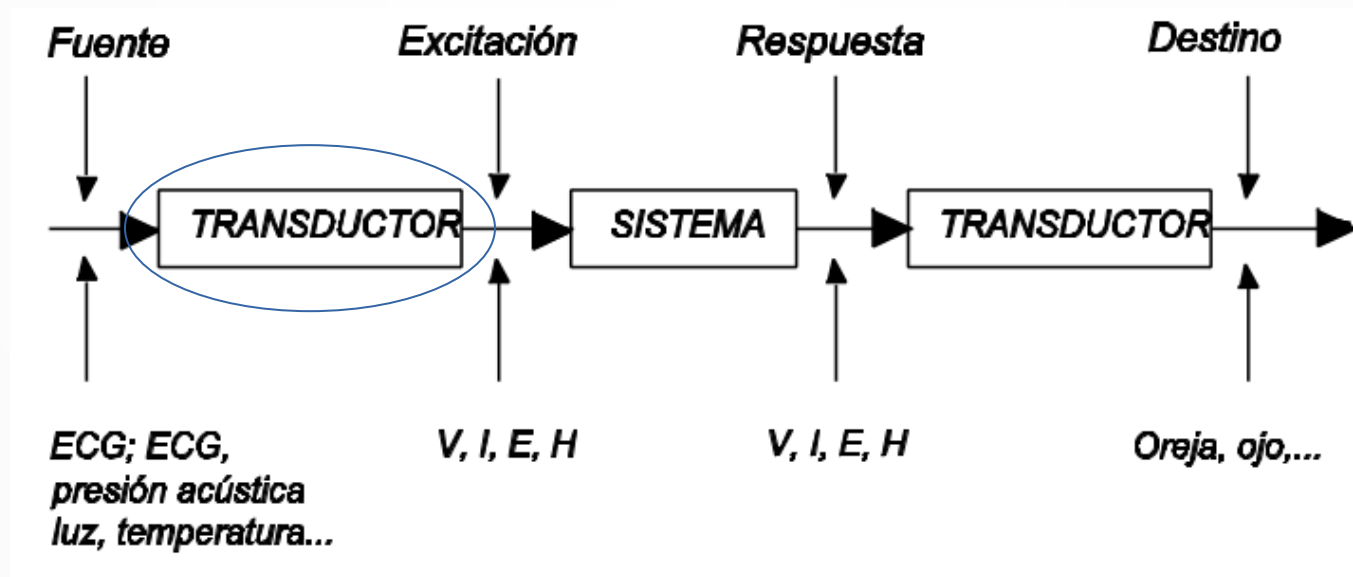 Fuente
Excitación
Respuesta
Destino
TRANSDUCTOR
SISTEMA
TRANSDUCTOR
ECG; ECG,
presión acústica
luz, temperatura...
V, I, E, H
V, I, E, H
Oreja, ojo,...